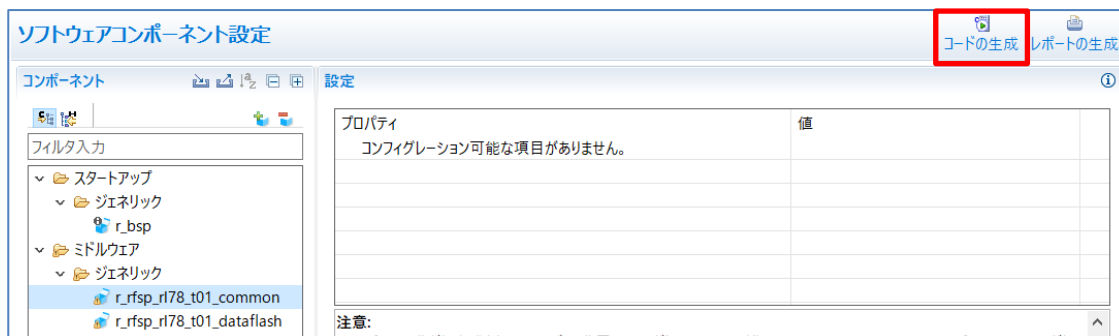 ソフトウェアコンポーネント設定
コードの生成 レポートの生成
コンポーネント
フィルタ入力
スタートアップ
ジェネリック
r_bsp
ミドルウェア
ジェネリック
r_rfsp_rl78_t01_common
r_rfsp_rl78_t01_dataflash
設定
プロパティ 値
コンフィグレーション可能な項目がありません。
注意: